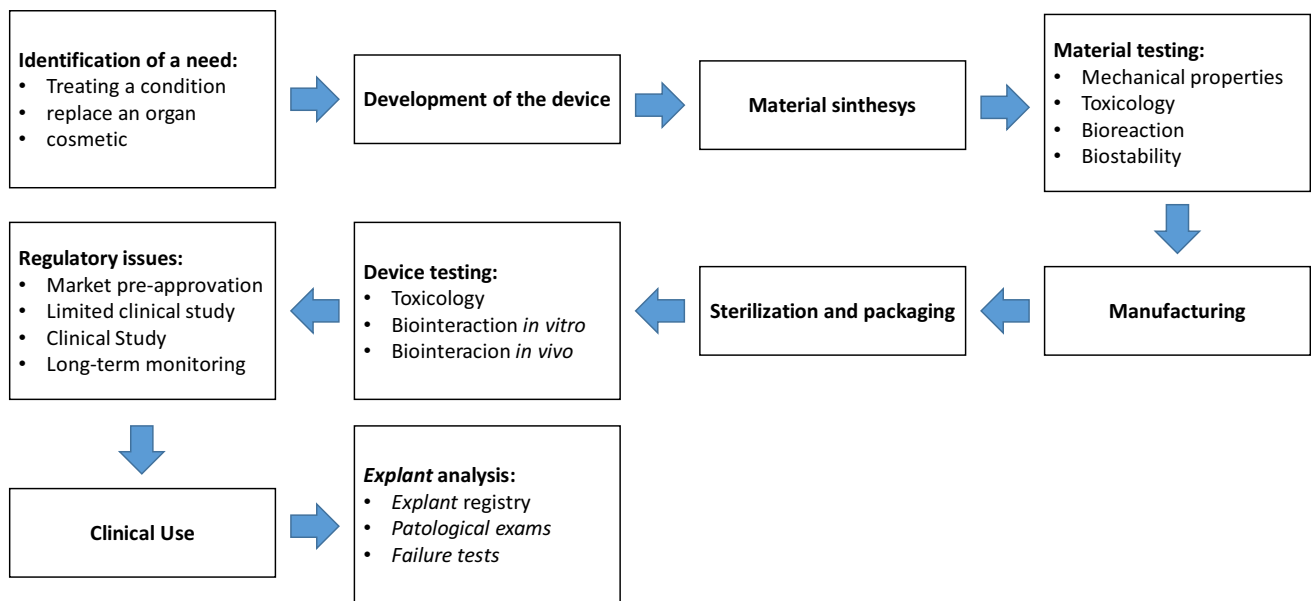 Identification of a need:
• Treating a condition
• replace an organ
• cosmetic
Development of the device
Material sinthesys
Material testing:
• Mechanical properties
• Toxicology
• Bioreaction
• Biostability
Manufacturing
Sterilization and packaging
Device testing:
• Toxicology
• Biointeraction in vitro
• Biointeracion in vivo
Regulatory issues:
• Market pre-approvation
• Limited clinical study
• Clinical Study
• Long-term monitoring
Clinical Use
Explant analysis:
• Explant registry
• Patological exams
• Failure tests